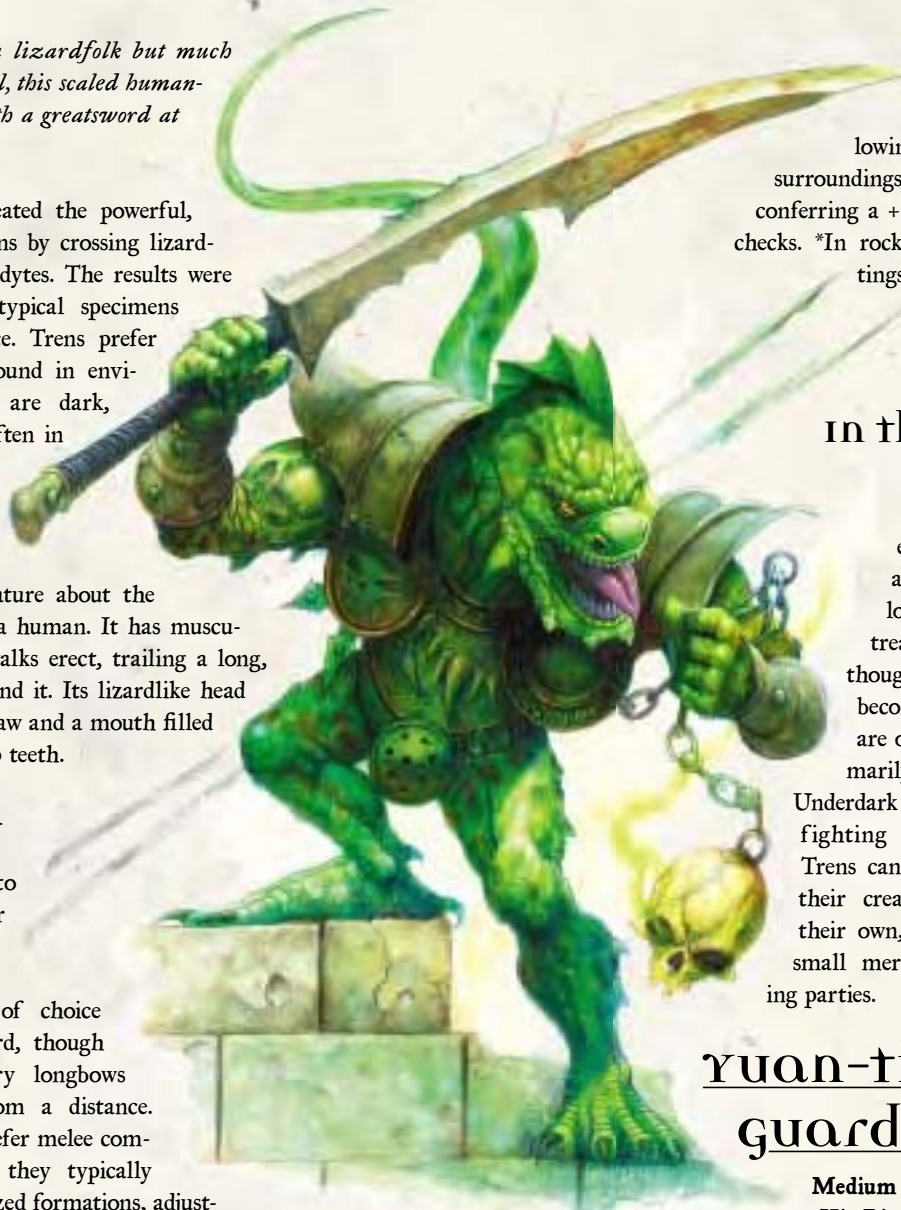 lizardfolk but much
, this scaled human-
a greatsword at
eated the powerful,
ns by crossing lizard-
dytes. The results were
typical specimens
e. Trens prefer
ound in envi-
are dark,
ften in
ature about the
a human. It has muscu-
alks erect, trailing a long,
nd it. Its lizardlike head
aw and a mouth filled
teeth.
to
r
of choice
rd, though
ry longbows
om a distance.
efer melee com-
they typically
zed formations, adjust-
lowin
surroundings
conferring a +
checks. *In rock
tings
In th
e
a
lo
trea
thoug
beco
are o
maril
Underdark
fighting
Trens can
their crea
their own,
small mer
ing parties.
Yuan-t
guard
Medium